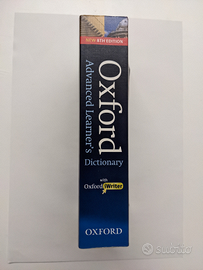 NEW 8TH EDITION
Oxford
Advanced Learner's
Dictionary
with
Oxford iWriter
OXFORD